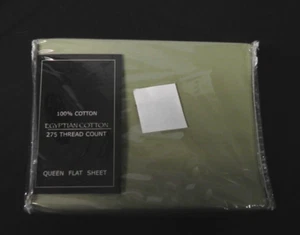 100% COTTON
EGYPTIAN COTTON
275 THREAD COUNT
QUEEN FLAT SHEET